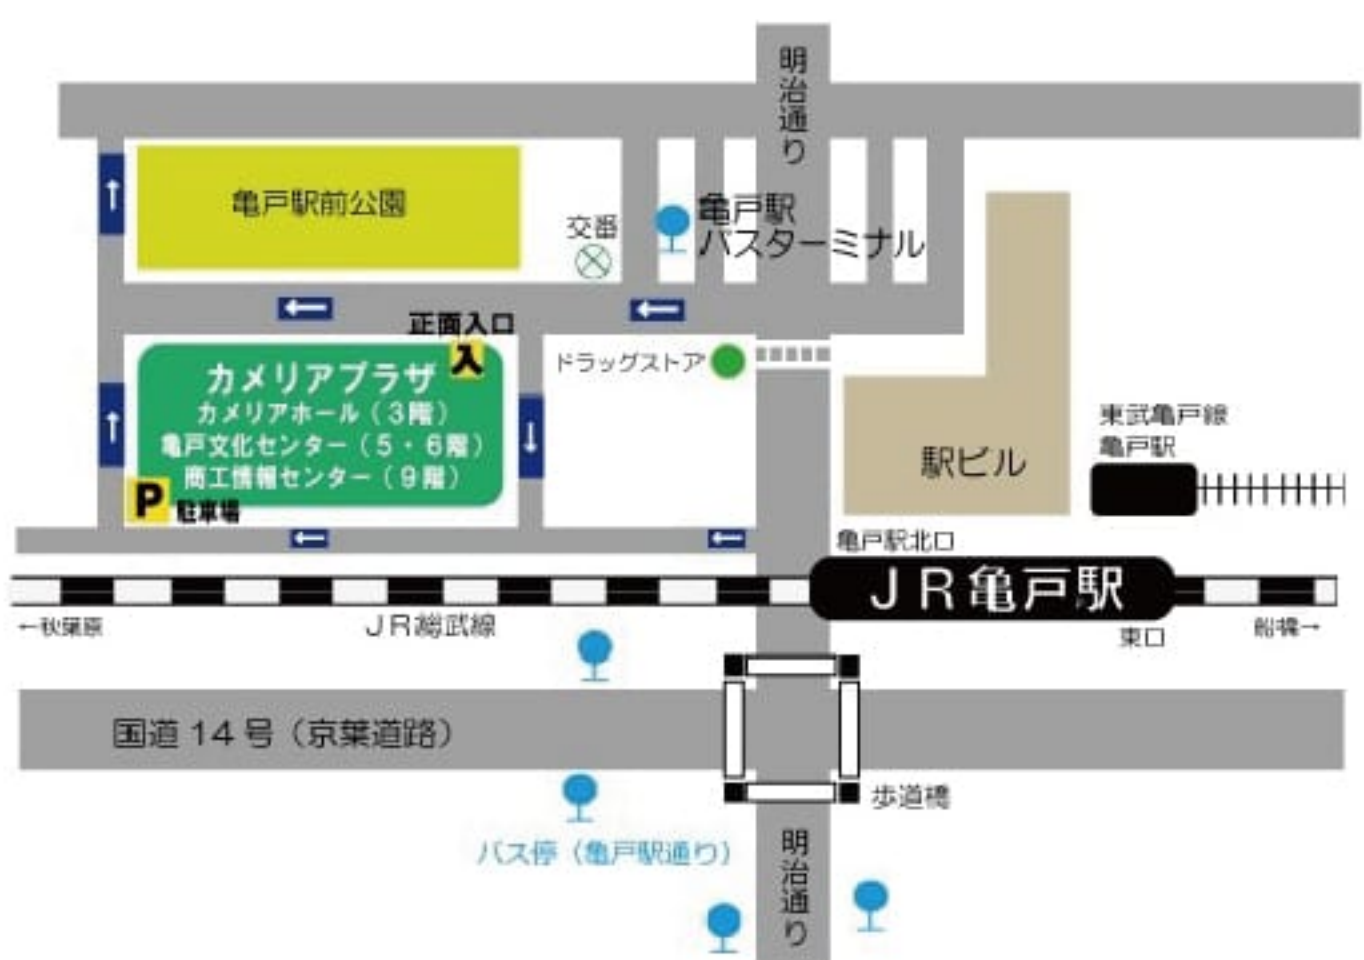 明治通り
亀戸駅前公園
交番
亀戸駅
バスターミナル
正面入口
入
ドラッグストア
カメリアプラザ
カメリアホール（3階）
亀戸文化センター（5・6階）
商工情報センター（9階）
P
駐車場
駅ビル
東武亀戸線
亀戸駅
亀戸駅北口
JR亀戸駅
←秋葉原
JR総武線
東口
船橋→
国道14号（京葉道路）
歩道橋
バス停（亀戸駅通り）
明治通り